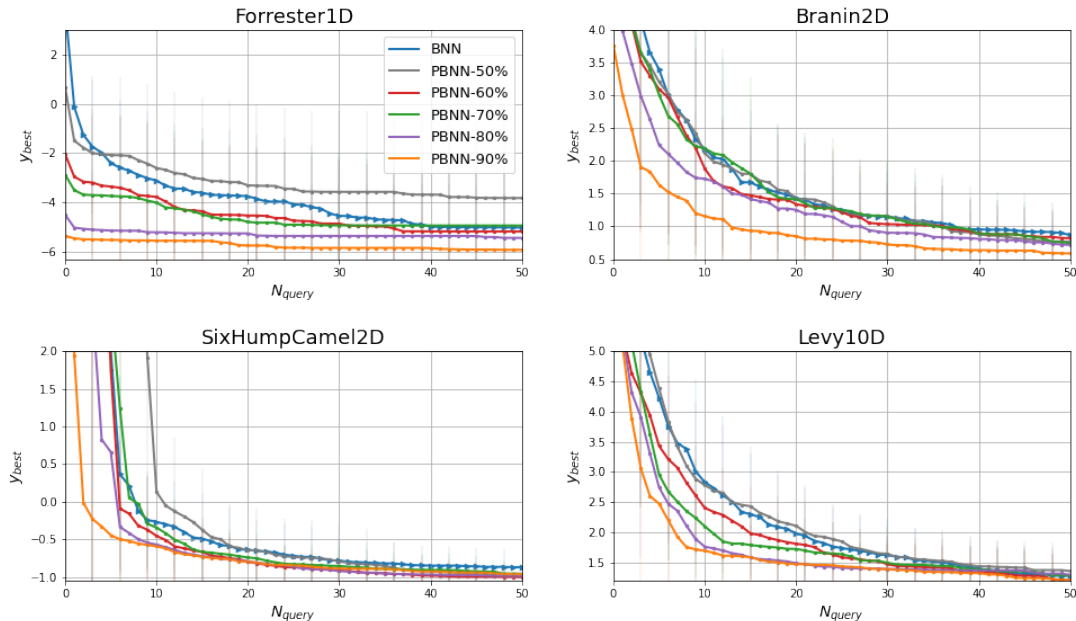 Forrester1D
y_best
2
0
−2
−4
−6
BNN
PBNN-50%
PBNN-60%
PBNN-70%
PBNN-80%
PBNN-90%
0 10 20 30 40 50
N_query
Branin2D
y_best
4.0
3.5
3.0
2.5
2.0
1.5
1.0
0.5
0 10 20 30 40 50
N_query
SixHumpCamel2D
y_best
2.0
1.5
1.0
0.5
0.0
−0.5
−1.0
0 10 20 30 40 50
N_query
Levy10D
y_best
5.0
4.5
4.0
3.5
3.0
2.5
2.0
1.5
0 10 20 30 40 50
N_query